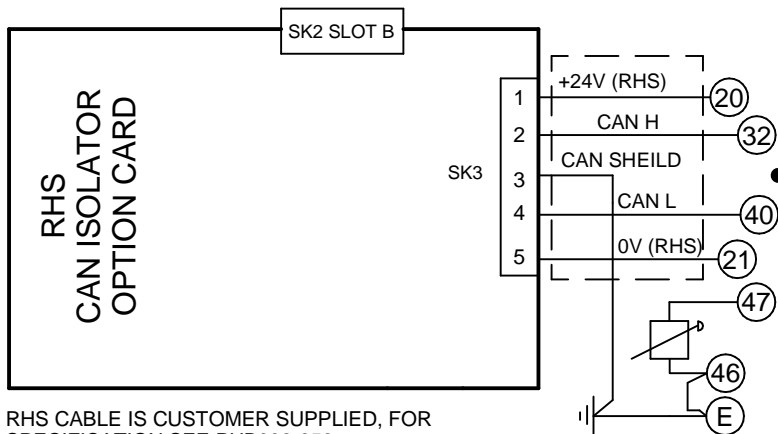 SK2 SLOT B
RHS
CAN ISOLATOR
OPTION CARD
SK3
1 +24V (RHS) 20
2 CAN H 32
3 CAN SHEILD
4 CAN L 40
5 0V (RHS) 21
47
46
E
RHS CABLE IS CUSTOMER SUPPLIED, FOR